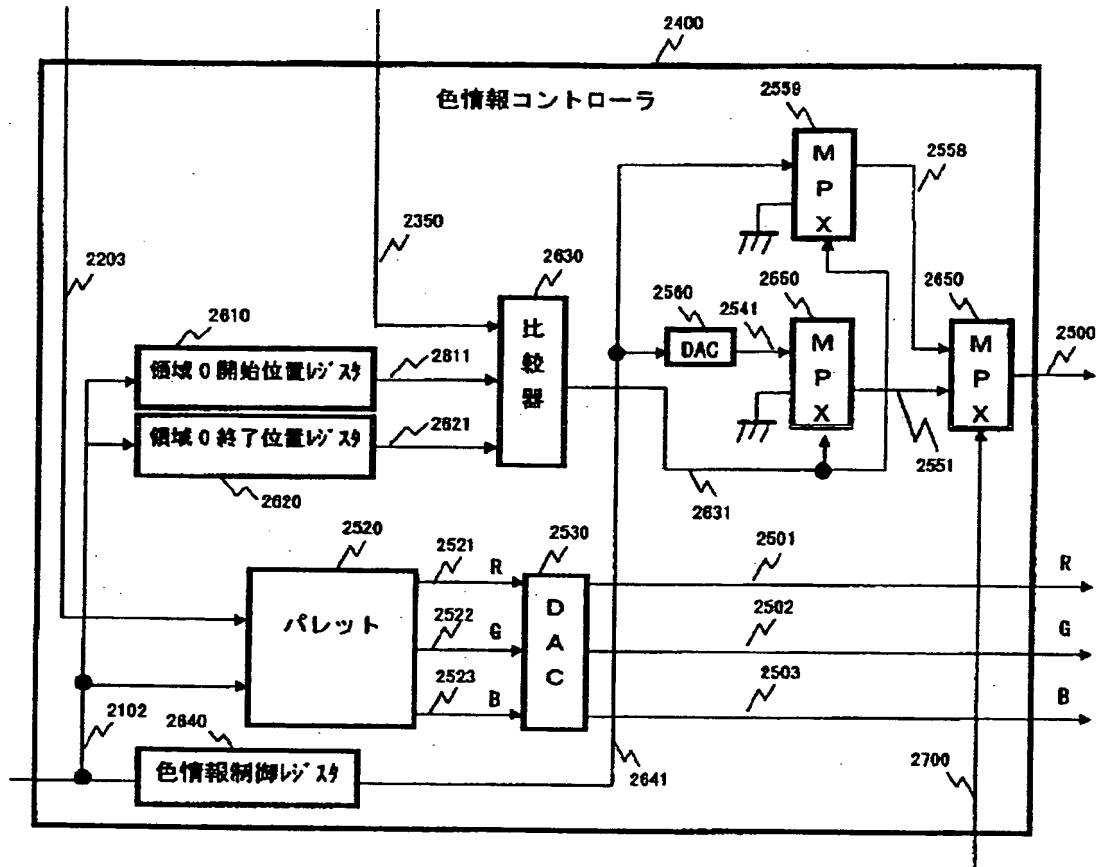 2400
色情報コントローラ
2559
M
P
X
2558
2350
2203
2630
比
較
器
2610
領域0開始位置レジスタ
2611
領域0終了位置レジスタ
2621
2620
2560
DAC
2541
2550
M
P
X
2650
M
P
X
2500
2551
2631
2520
パレット
2521
R
2522
G
2523
B
2530
D
A
C
2501
R
2502
G
2503
B
2102
2640
色情報制御レジスタ
2641
2700